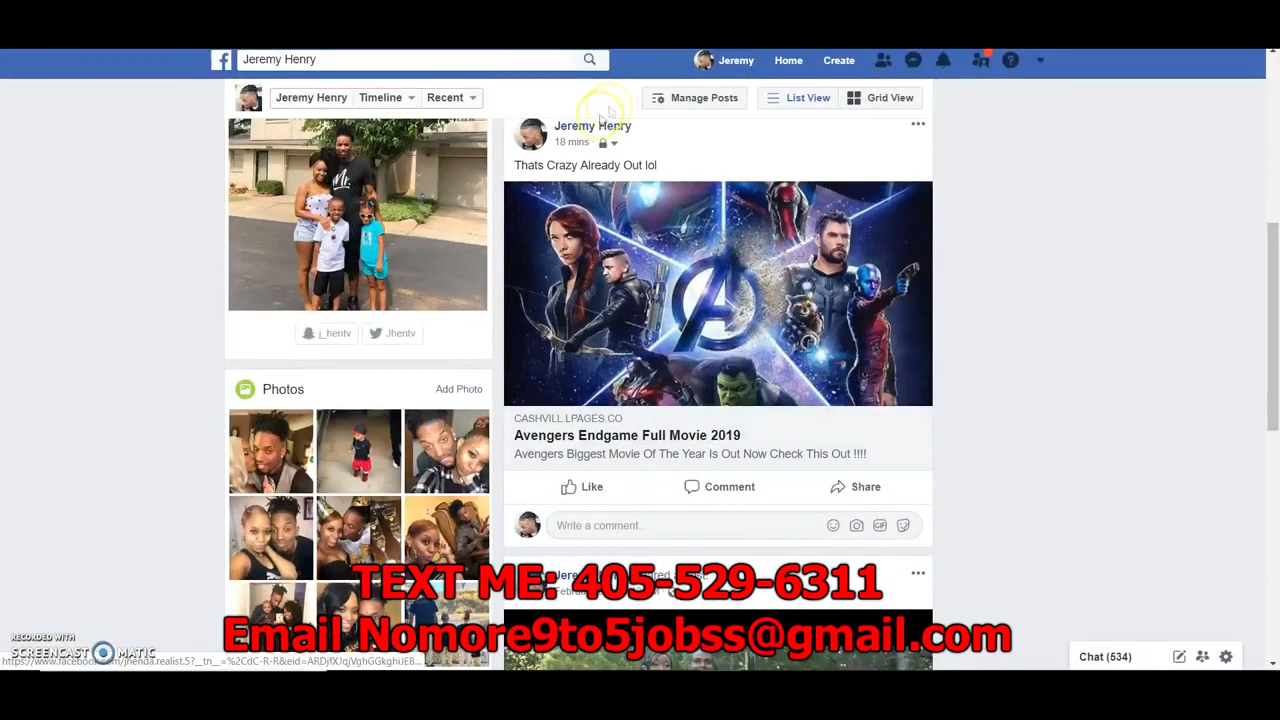 Jeremy Henry
Jeremy
Home
Create
Jeremy Henry
Timeline
Recent
Manage Posts
List View
Grid View
Jeremy Henry
18 mins
Thats Crazy Already Out lol
Mr.
j_hentv
Jhentv
Photos
Add Photo
CASHVILL.LPAGES.CO
Avengers Endgame Full Movie 2019
Avengers Biggest Movie Of The Year Is Out Now Check This Out !!!!
Like
Comment
Share
Write a comment...
GIF
TEXT ME: 405-529-6311
Email Nomore9to5jobss@gmail.com
RECORDED WITH
SCREENCAST MATIC
Chat (534)